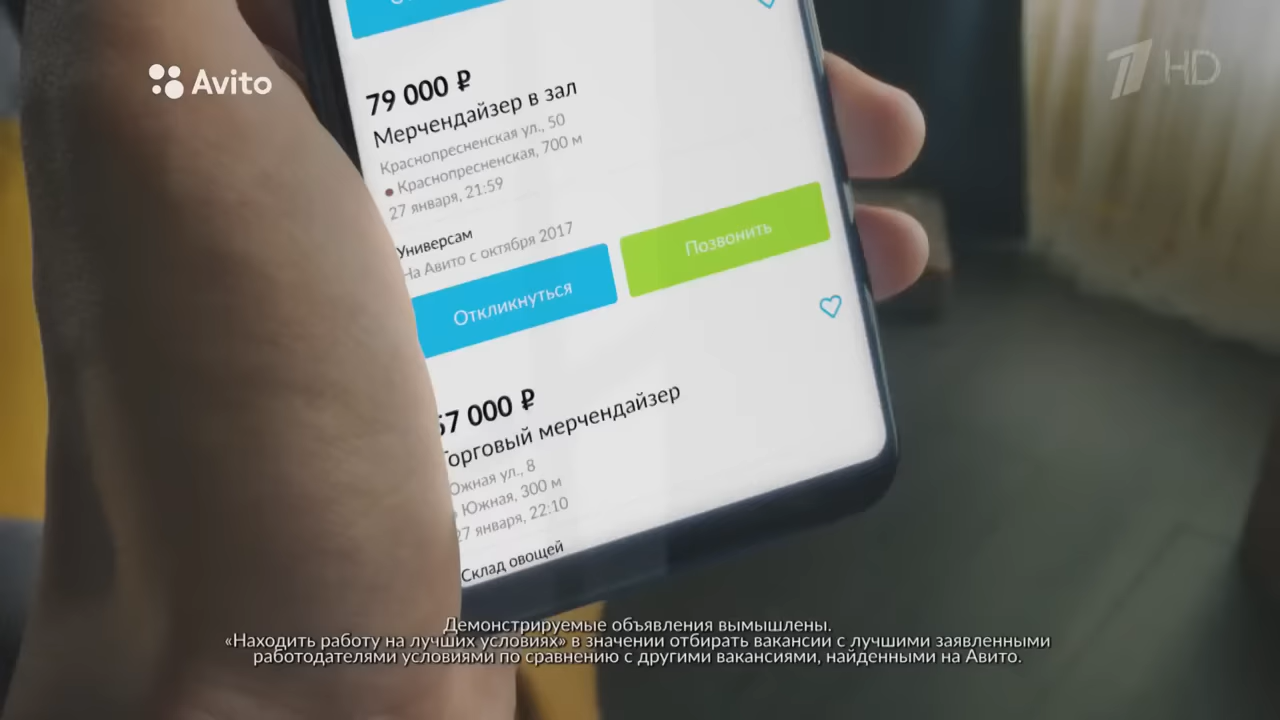 Avito
1 HD
79 000 ₽
Мерчендайзер в зал
Краснопресненская ул., 50
Краснопресненская, 700 м
27 января, 21:59
Универсам
На Авито с октября 2017
Откликнуться
Позвонить
57 000 ₽
Торговый мерчендайзер
Южная ул., 8
Южная, 300 м
27 января, 22:10
Склад овощей
Демонстрируемые объявления вымышлены.
«Находить работу на лучших условиях» в значении отбирать вакансии с лучшими заявленными
работодателями условиями по сравнению с другими вакансиями, найденными на Авито.